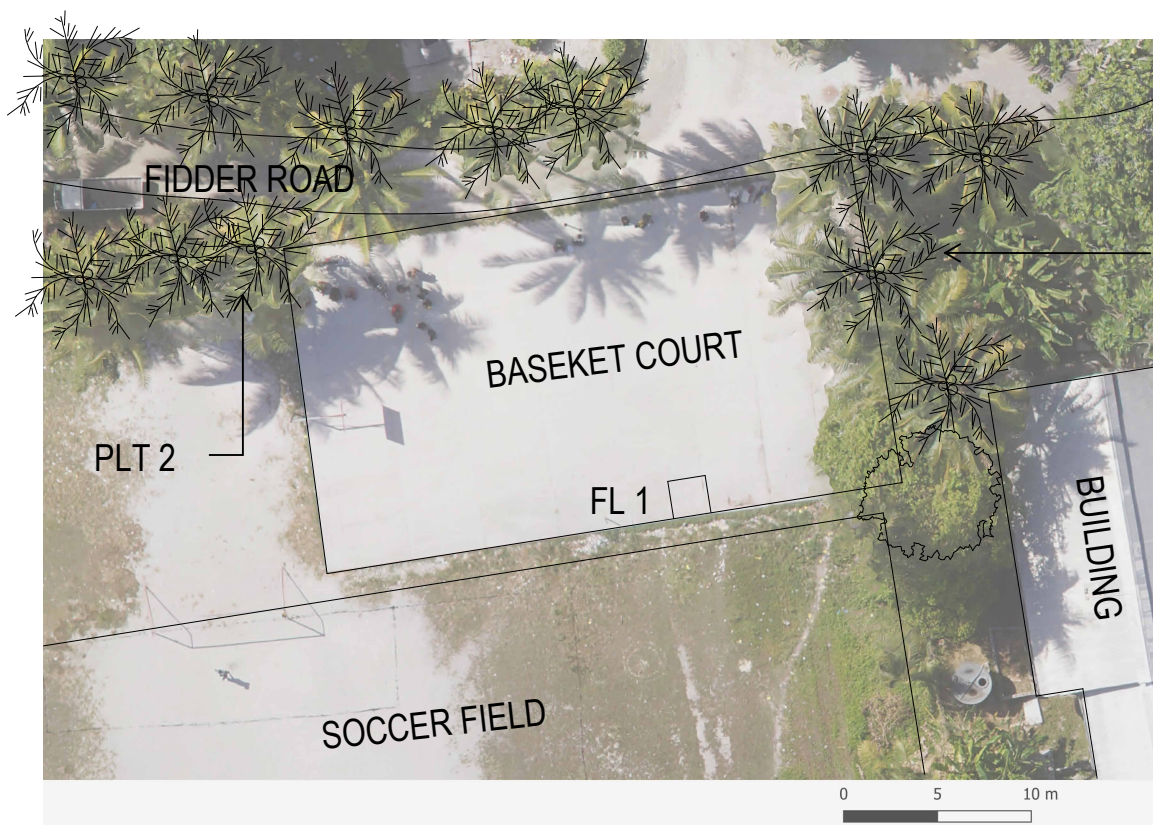 FIDDER ROAD
BASEKET COURT
PLT 2
FL 1
BUILDING
SOCCER FIELD
0 5 10 m